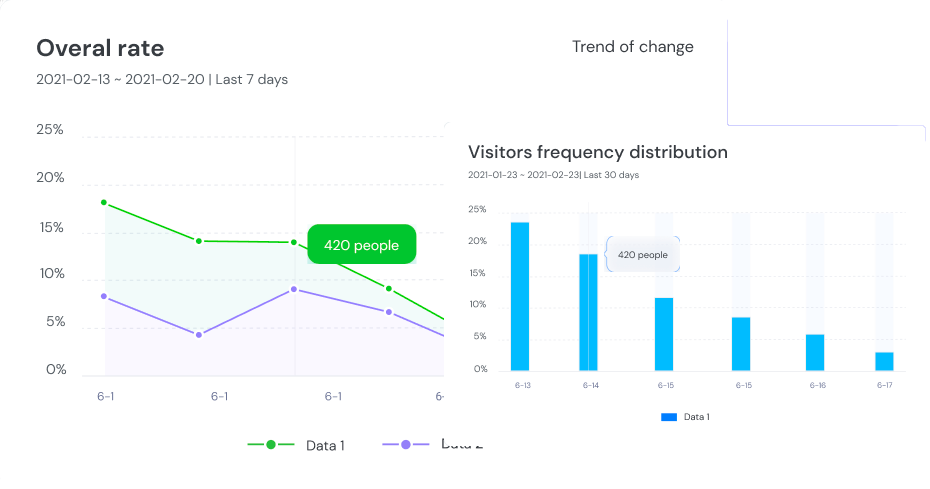 Overal rate
2021-02-13 ~ 2021-02-20 | Last 7 days
25%
20%
15%
10%
5%
0%
420 people
6-1
6-1
6-1
6-
Data 1
Data 2
Trend of change
Visitors frequency distribution
2021-01-23 ~ 2021-02-23| Last 30 days
25%
20%
15%
10%
5%
0%
420 people
6-13
6-14
6-15
6-15
6-16
6-17
Data 1